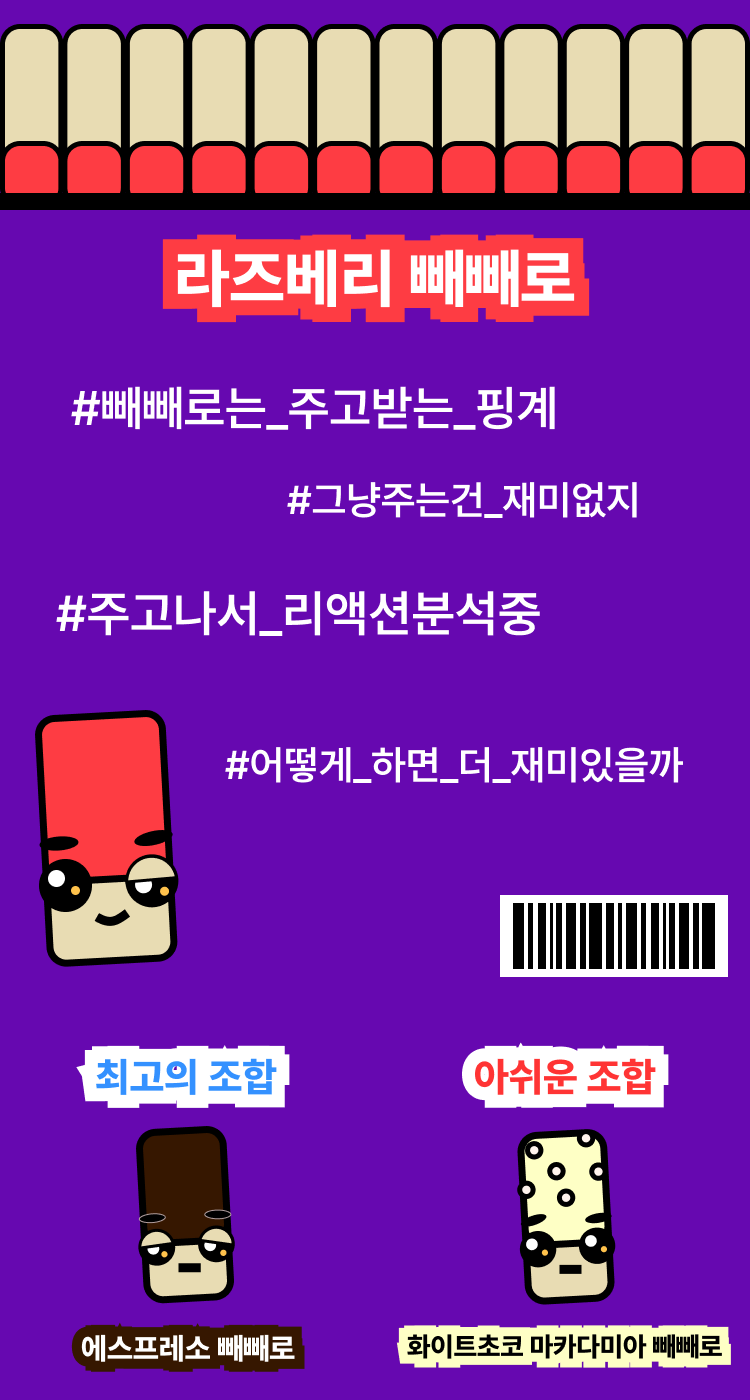 라즈베리 빼빼로
#빼빼로는_주고받는_핑계
#그냥주는건_재미없지
#주고나서_리액션분석중
#어떻게_하면_더_재미있을까
최고의 조합
아쉬운 조합
에스프레소 빼빼로
화이트초코 마카다미아 빼빼로